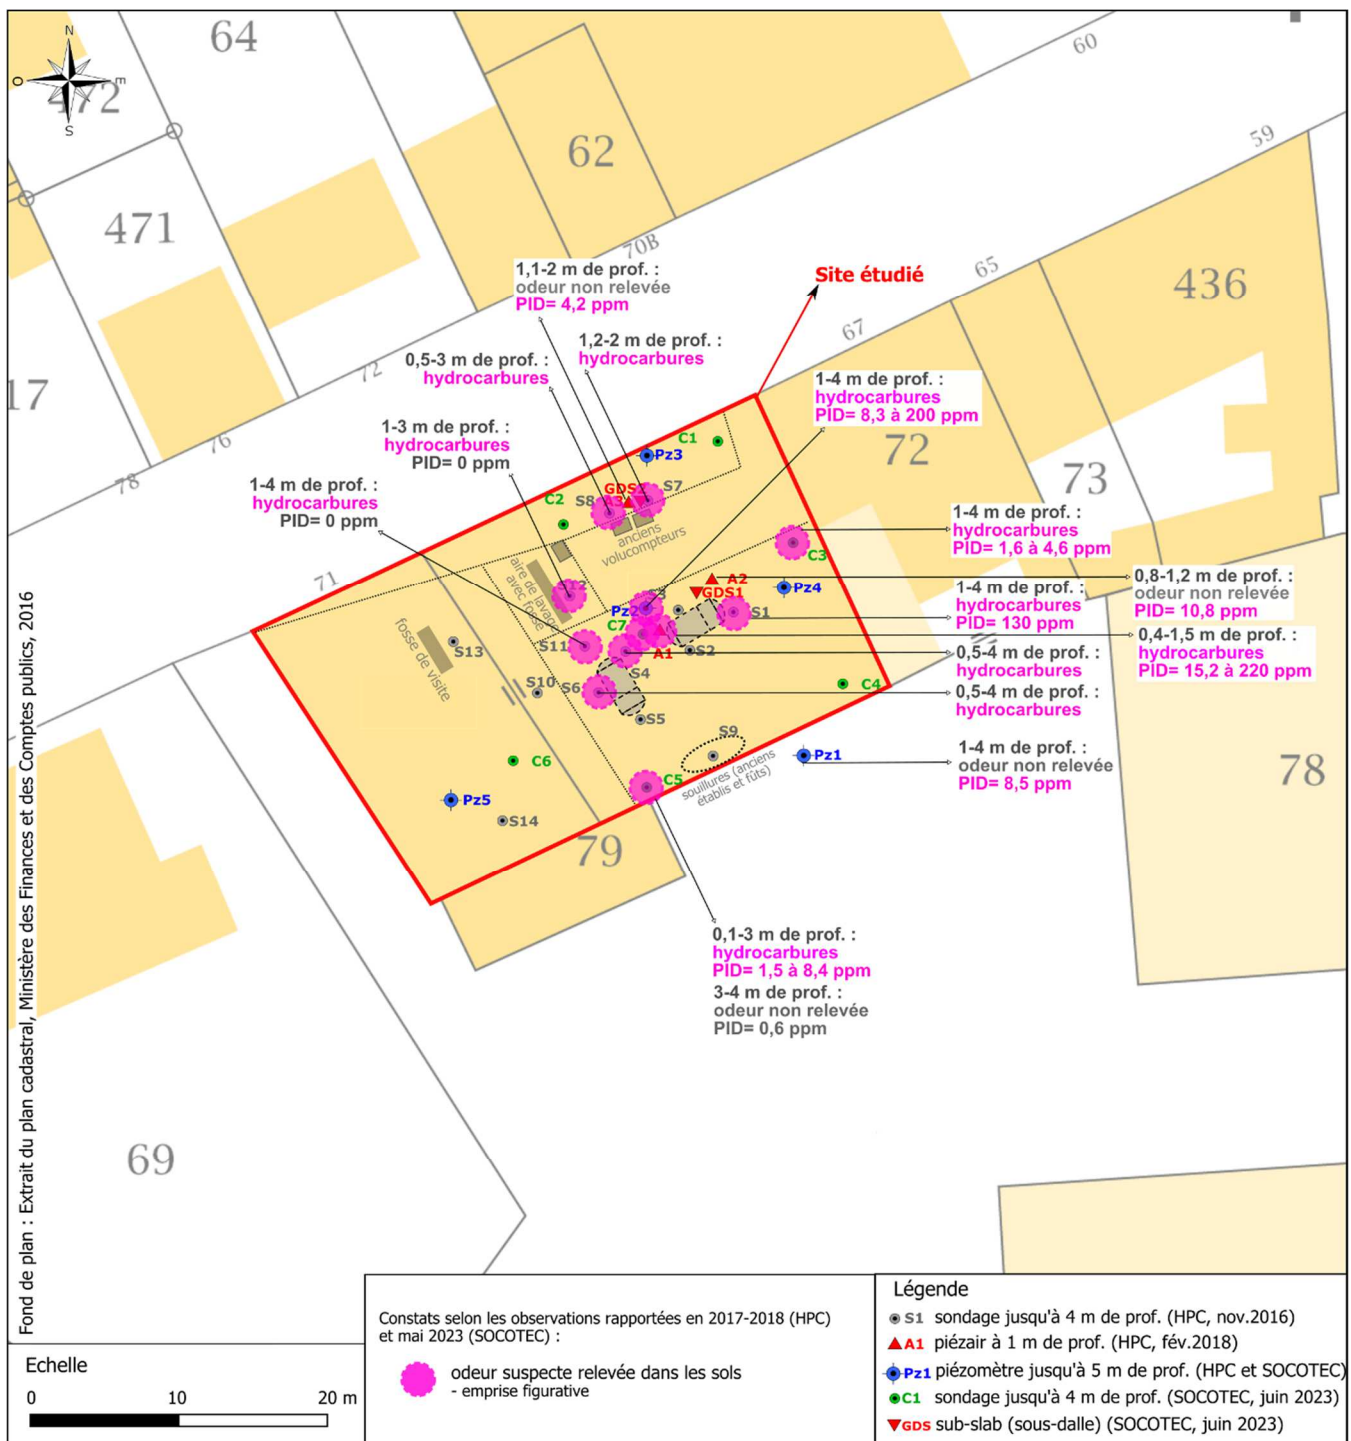 64
60
N
O
E
S
472
62
59
471
70B
65
436
Site étudié
1,1-2 m de prof. :
odeur non relevée
PID= 4,2 ppm
67
1,2-2 m de prof. :
hydrocarbures
0,5-3 m de prof. :
hydrocarbures
72
17
1-4 m de prof. :
hydrocarbures
PID= 8,3 à 200 ppm
76
1-3 m de prof. :
hydrocarbures
PID= 0 ppm
78
1-4 m de prof. :
hydrocarbures
PID= 0 ppm
72
73
C1
Pz3
S7
S8
A3
C2
anciens
volucompteurs
1-4 m de prof. :
hydrocarbures
PID= 1,6 à 4,6 ppm
C3
71
aire de lavage
avec fosse
A2
GDS1
Pz4
0,8-1,2 m de prof. :
odeur non relevée
PID= 10,8 ppm
1-4 m de prof. :
hydrocarbures
PID= 130 ppm
Pz2
S1
C7
0,4-1,5 m de prof. :
hydrocarbures
PID= 15,2 à 220 ppm
fosse de visite
S13
S11
A1
S2
0,5-4 m de prof. :
hydrocarbures
S4
S10
S6
C4
0,5-4 m de prof. :
hydrocarbures
S5
S9
Pz1
1-4 m de prof. :
odeur non relevée
PID= 8,5 ppm
C6
C5
souillures (anciens
établis et fûts)
78
Pz5
S14
79
0,1-3 m de prof. :
hydrocarbures
PID= 1,5 à 8,4 ppm
3-4 m de prof. :
odeur non relevée
PID= 0,6 ppm
69
Fond de plan : Extrait du plan cadastral, Ministère des Finances et des Comptes publics, 2016
Echelle
0 10 20 m
Constats selon les observations rapportées en 2017-2018 (HPC)
et mai 2023 (SOCOTEC) :
odeur suspecte relevée dans les sols
- emprise figurative
Légende
S1 sondage jusqu'à 4 m de prof. (HPC, nov.2016)
A1 piézair à 1 m de prof. (HPC, fév.2018)
Pz1 piézomètre jusqu'à 5 m de prof. (HPC et SOCOTEC)
C1 sondage jusqu'à 4 m de prof. (SOCOTEC, juin 2023)
GDS sub-slab (sous-dalle) (SOCOTEC, juin 2023)